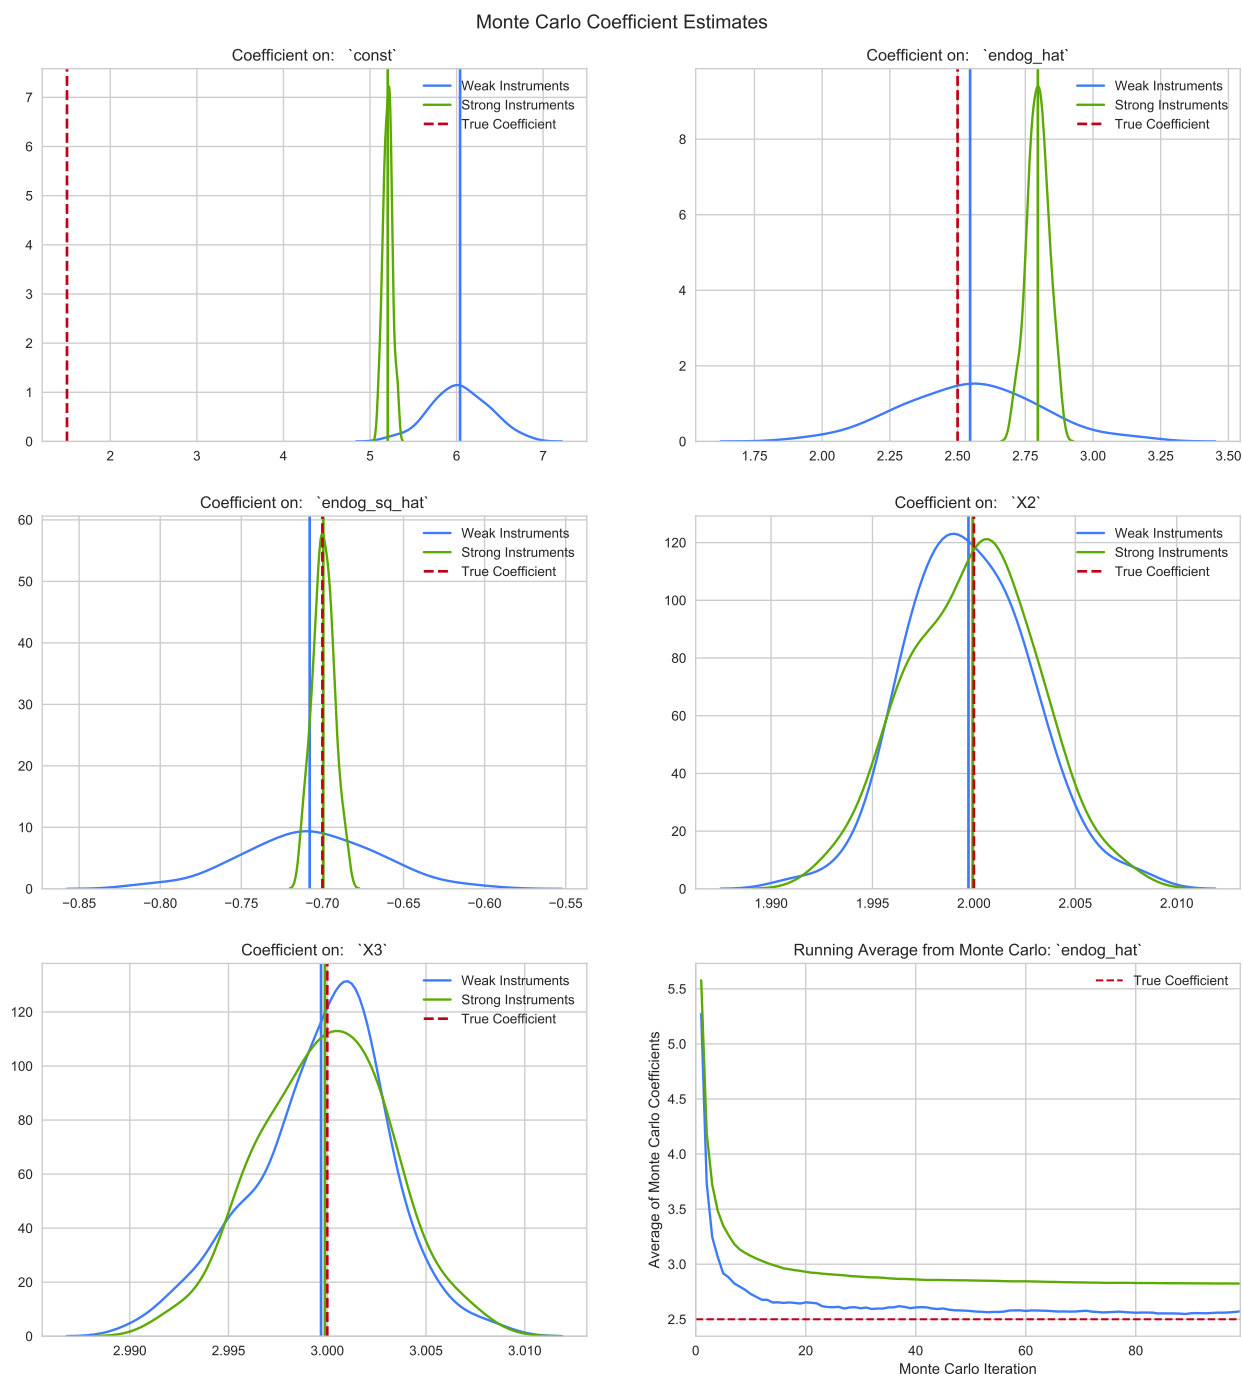 Monte Carlo Coefficient Estimates
Coefficient on: `const`
Weak Instruments
Strong Instruments
True Coefficient
7
6
5
4
3
2
1
0
2 3 4 5 6 7
Coefficient on: `endog_hat`
Weak Instruments
Strong Instruments
True Coefficient
8
6
4
2
0
1.75 2.00 2.25 2.50 2.75 3.00 3.25 3.50
Coefficient on: `endog_sq_hat`
Weak Instruments
Strong Instruments
True Coefficient
60
50
40
30
20
10
0
−0.85 −0.80 −0.75 −0.70 −0.65 −0.60 −0.55
Coefficient on: `X2`
Weak Instruments
Strong Instruments
True Coefficient
120
100
80
60
40
20
0
1.990 1.995 2.000 2.005 2.010
Coefficient on: `X3`
Weak Instruments
Strong Instruments
True Coefficient
120
100
80
60
40
20
0
2.990 2.995 3.000 3.005 3.010
Running Average from Monte Carlo: `endog_hat`
True Coefficient
Average of Monte Carlo Coefficients
5.5
5.0
4.5
4.0
3.5
3.0
2.5
0 20 40 60 80
Monte Carlo Iteration